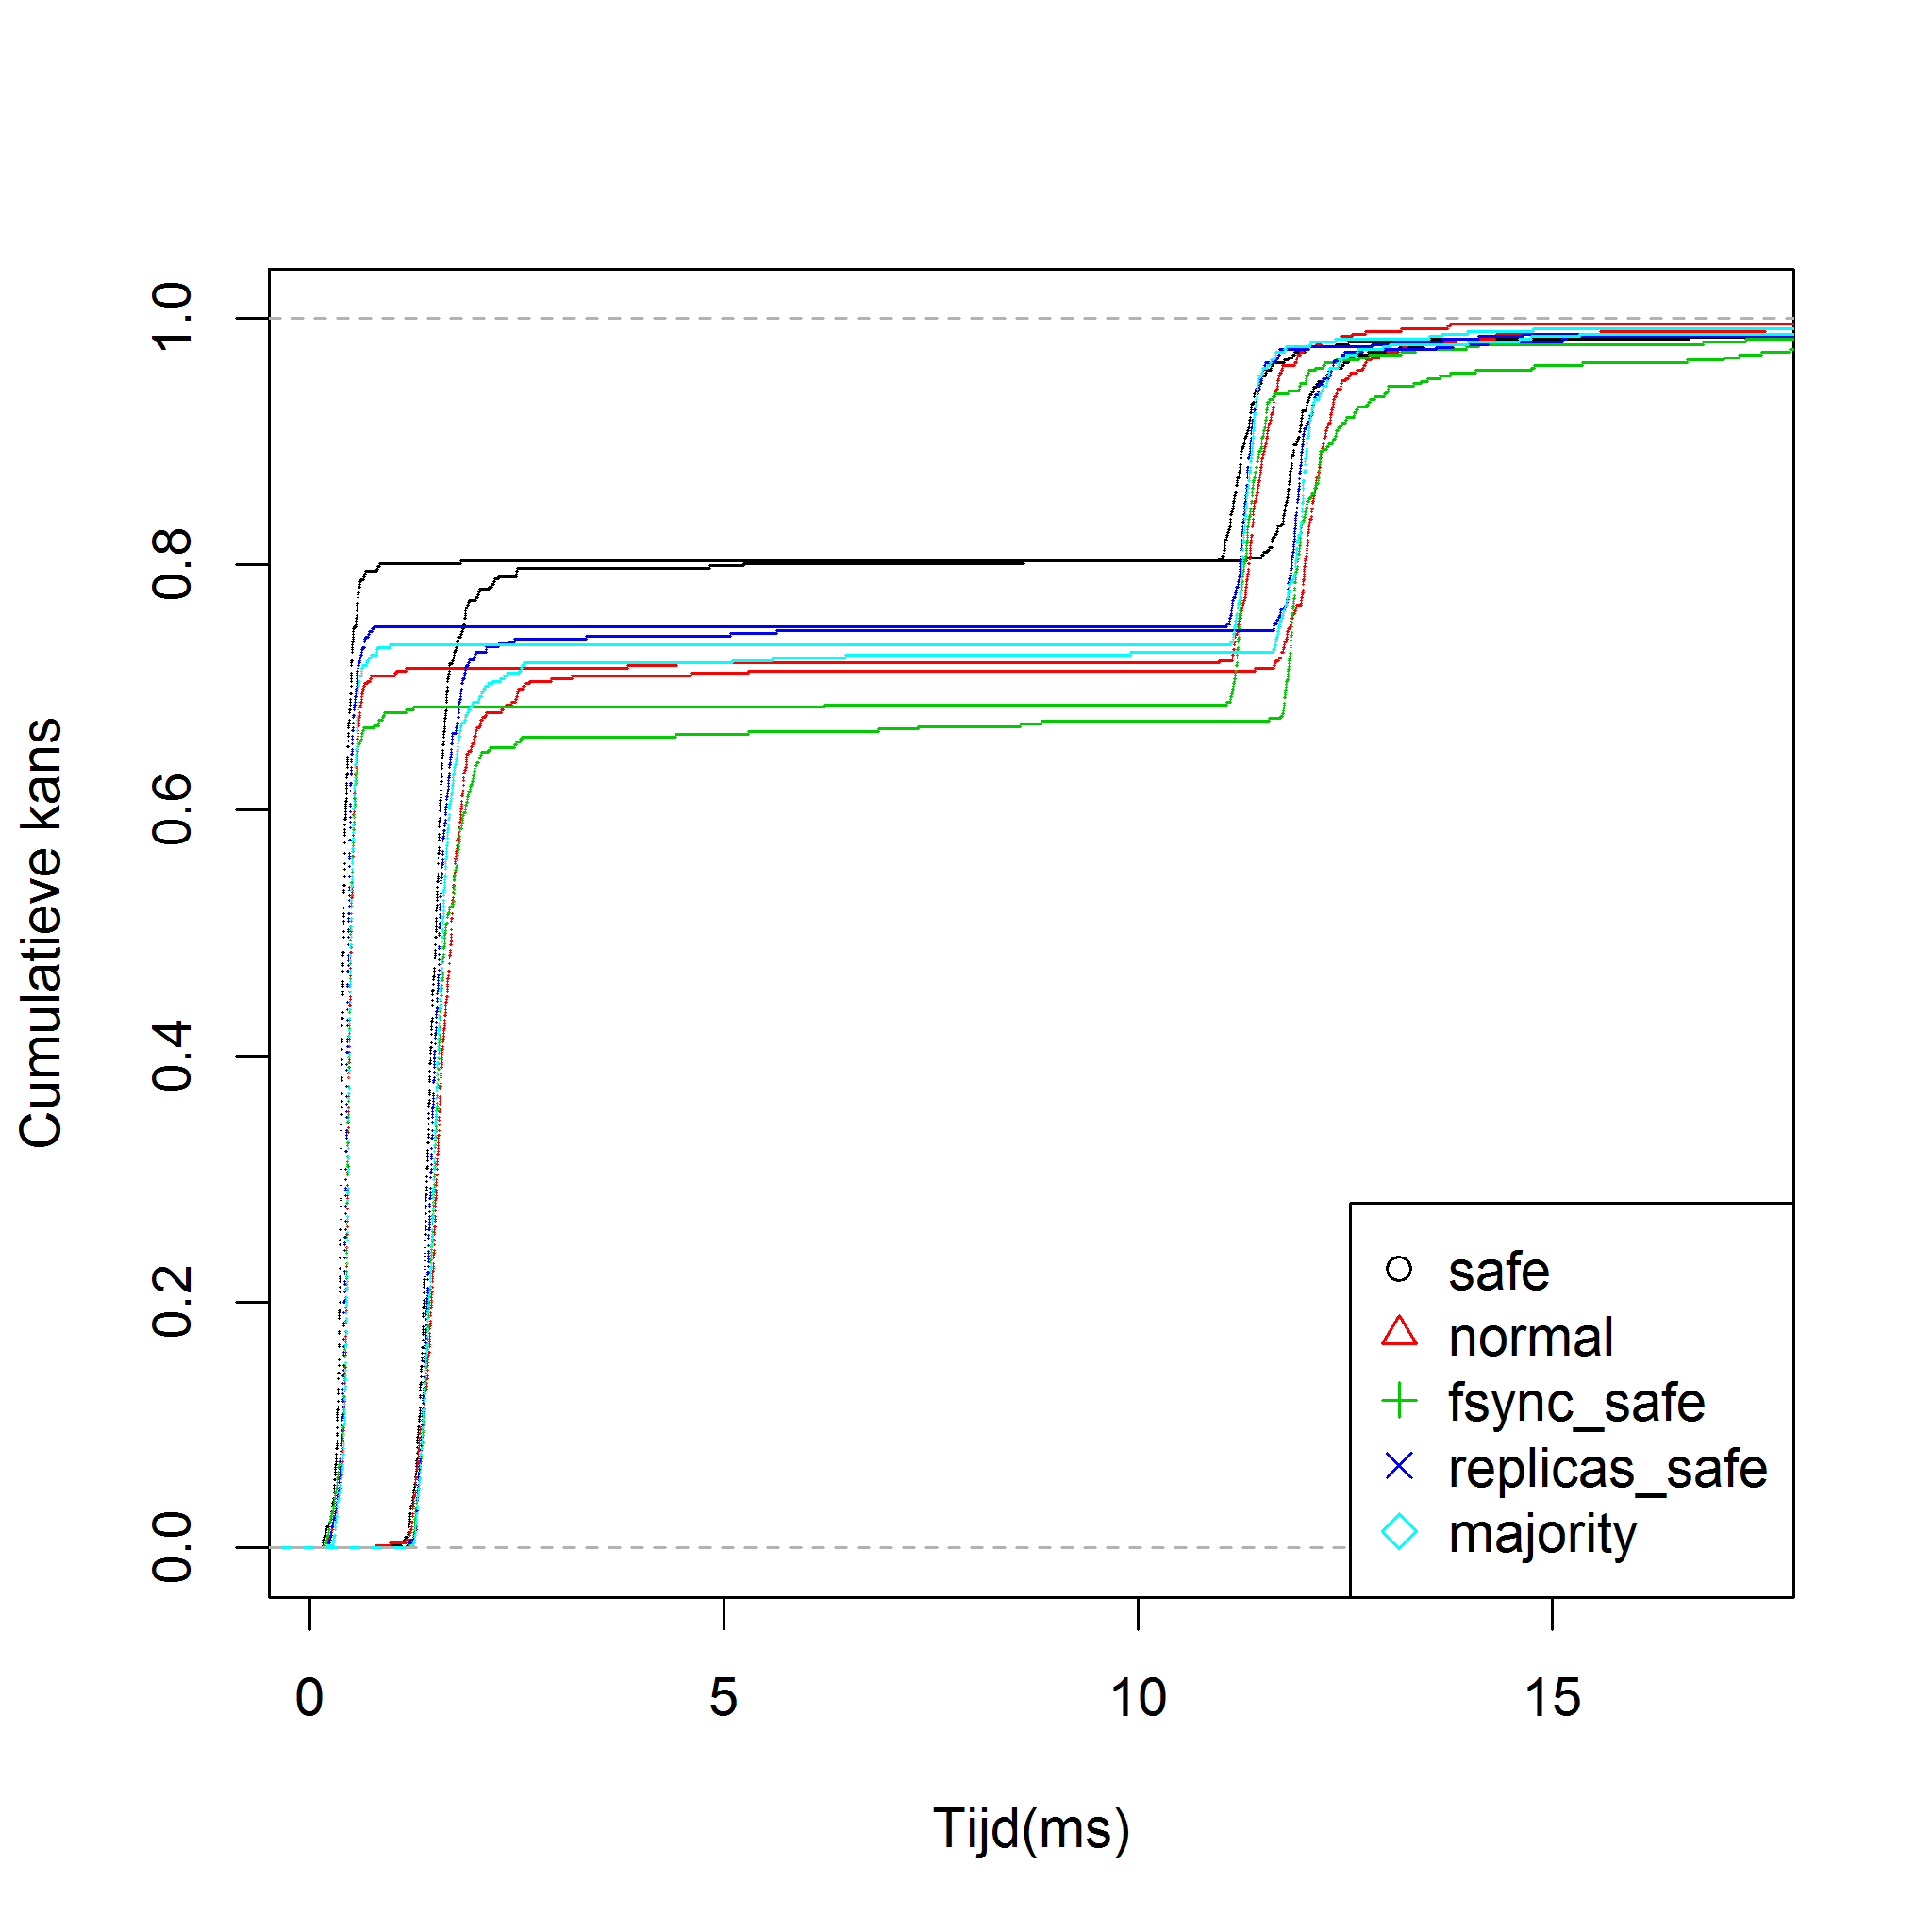 Cumulatieve kans
1.0
0.8
0.6
0.4
0.2
0.0
0 5 10 15
Tijd(ms)
safe
normal
fsync_safe
replicas_safe
majority